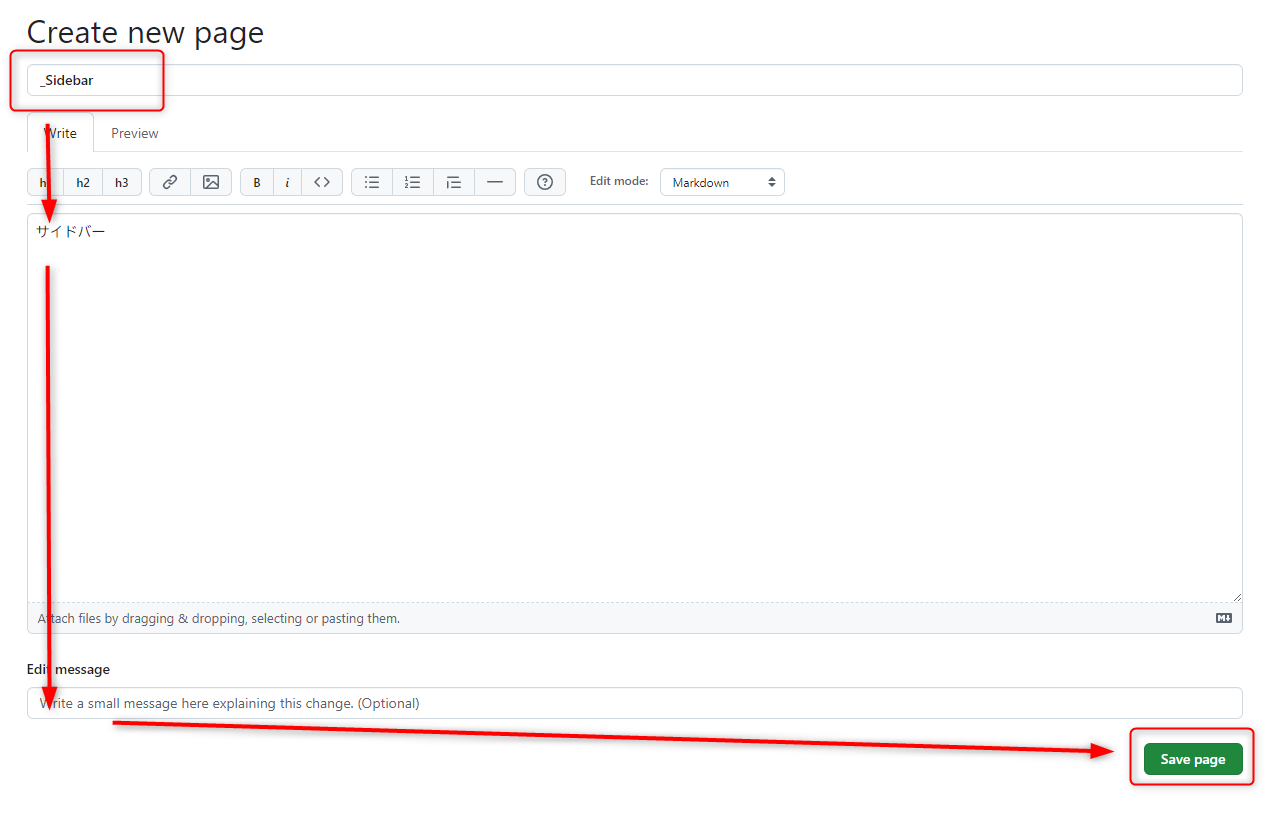 Create new page
_Sidebar
Write Preview
h1 h2 h3 B i Edit mode: Markdown
サイドバー
Attach files by dragging & dropping, selecting or pasting them.
Edit message
Write a small message here explaining this change. (Optional)
Save page